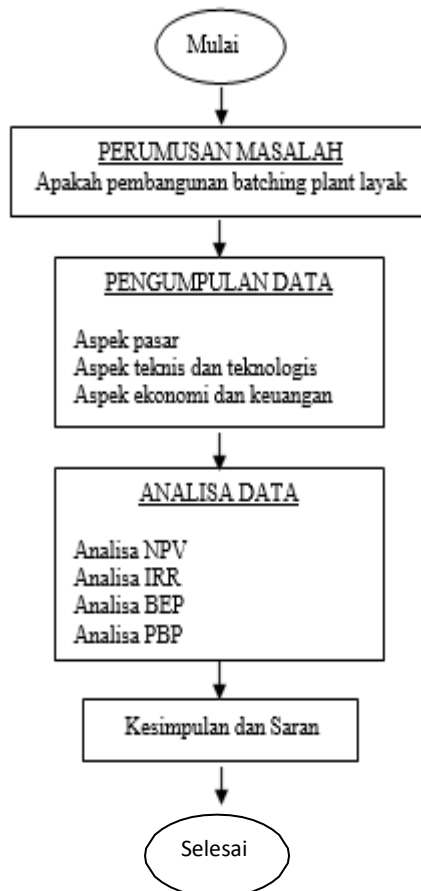 Mulai
PERUMUSAN MASALAH
Apakah pembangunan batching plant layak
PENGUMPULAN DATA
Aspek pasar
Aspek teknis dan teknologis
Aspek ekonomi dan keuangan
ANALISA DATA
Analisa NPV
Analisa IRR
Analisa BEP
Analisa PBP
Kesimpulan dan Saran
Selesai